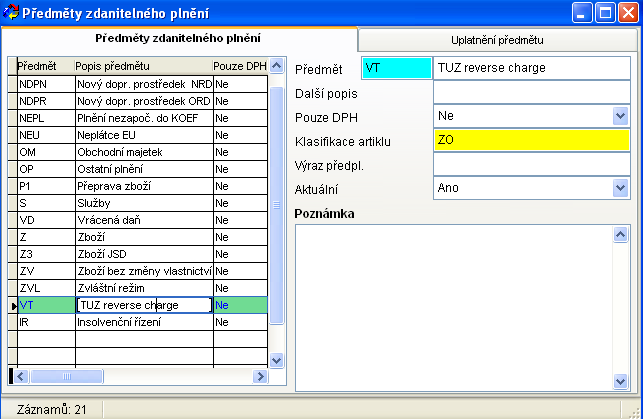 Předměty zdanitelného plnění
Předměty zdanitelného plnění
Uplatnění předmětu
Předmět Popis předmětu Pouze DPH
NDPN Nový dopr. prostředek NRD Ne
NDPR Nový dopr. prostředek ORD Ne
NEPL Plnění nezapoč. do KOEF Ne
NEU Neplátce EU Ne
OM Obchodní majetek Ne
OP Ostatní plnění Ne
P1 Přeprava zboží Ne
S Služby Ne
VD Vrácená daň Ne
Z Zboží Ne
Z3 Zboží JSD Ne
ZV Zboží bez změny vlastnictví Ne
ZVL Zvláštní režim Ne
VT TUZ reverse charge Ne
IR Insolvenční řízení Ne
Předmět VT TUZ reverse charge
Další popis
Pouze DPH Ne
Klasifikace artiklu ZO
Výraz předpl.
Aktuální Ano
Poznámka
Záznamů: 21